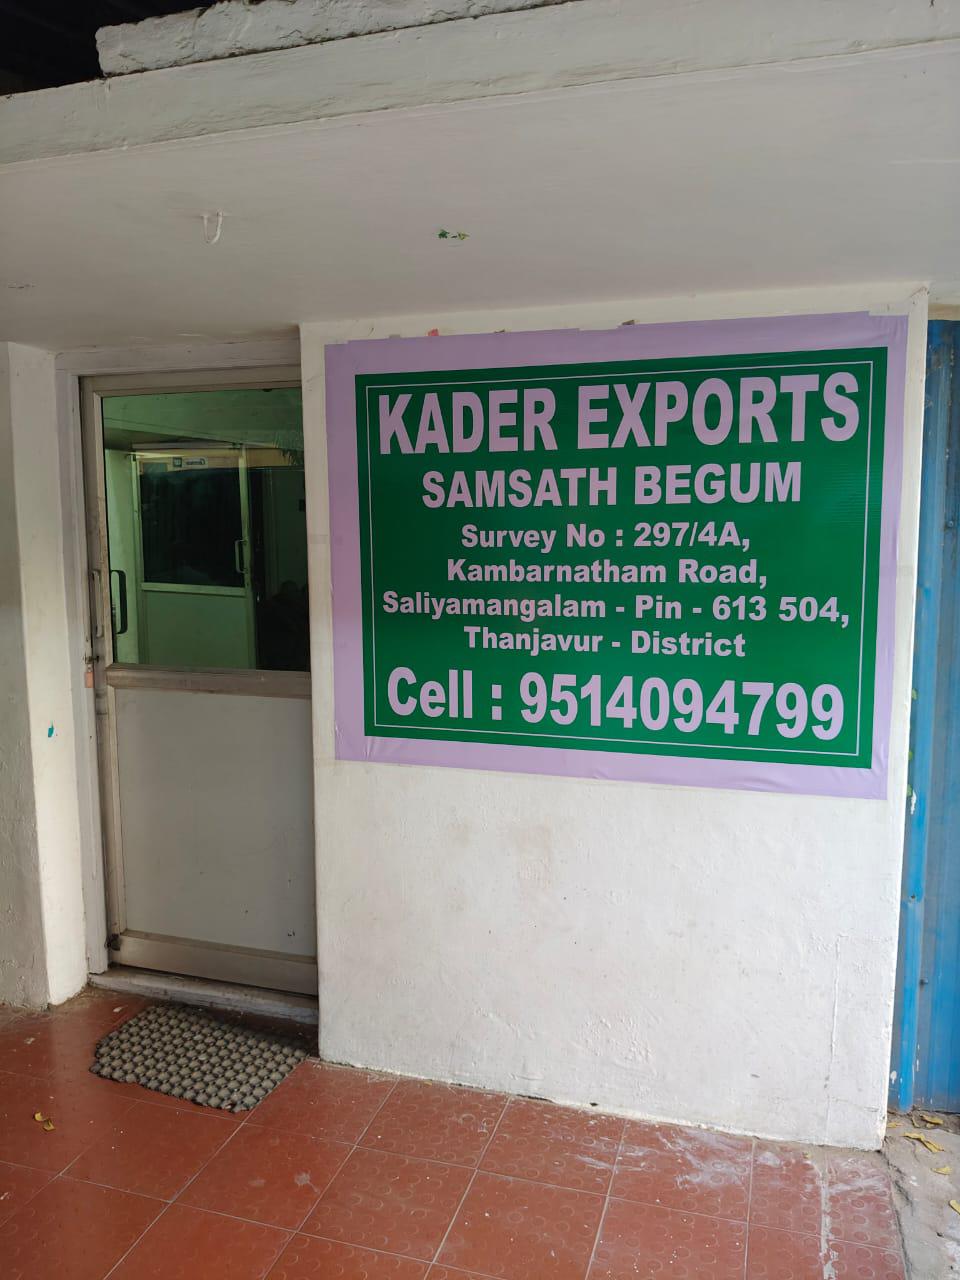 KADER EXPORTS
SAMSATH BEGUM
Survey No : 297/4A,
Kambarnatham Road,
Saliyamangalam - Pin - 613 504,
Thanjavur - District
Cell : 9514094799